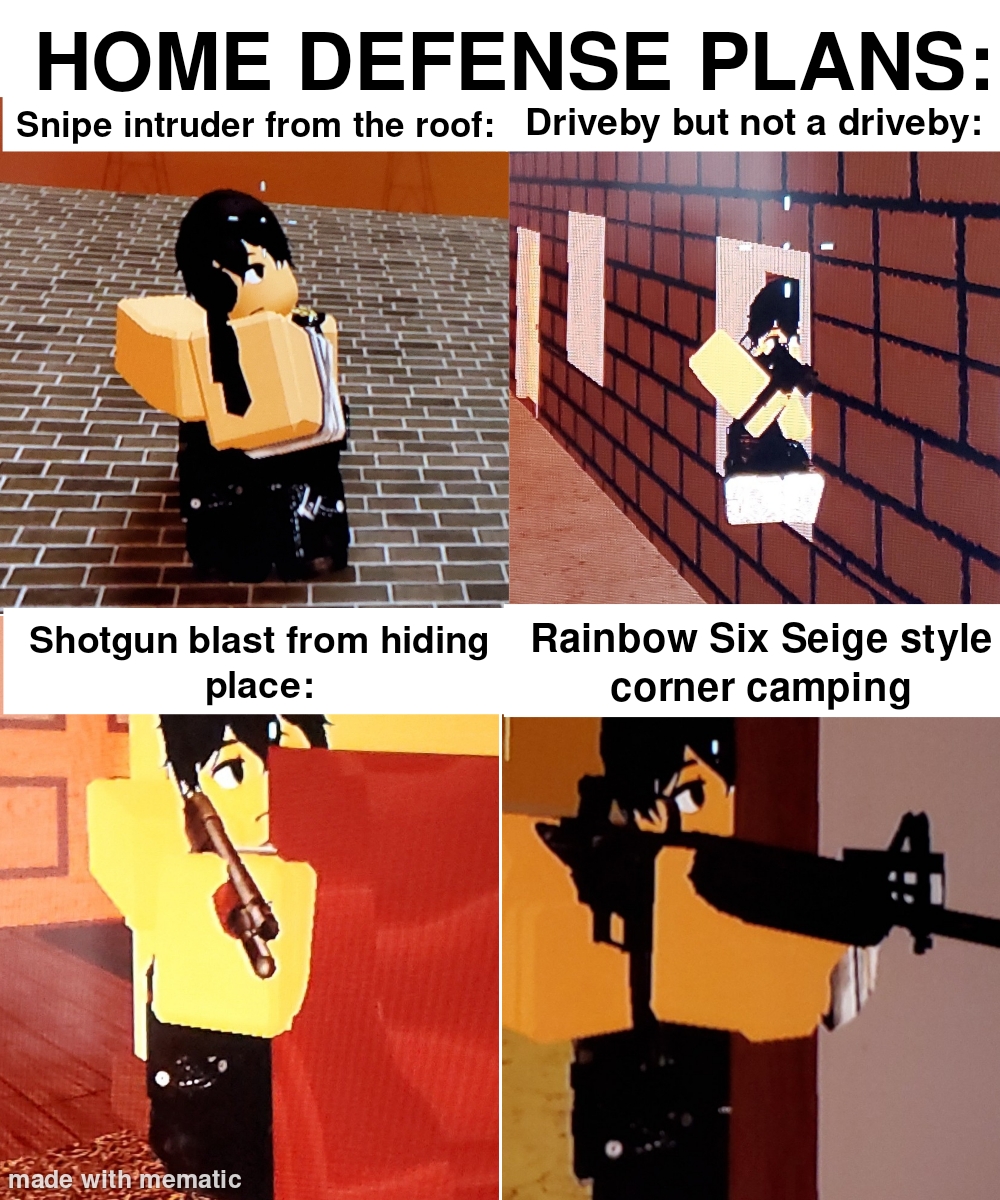 HOME DEFENSE PLANS:
Snipe intruder from the roof:
Driveby but not a driveby:
Shotgun blast from hiding
place:
Rainbow Six Seige style
corner camping
made with mematic